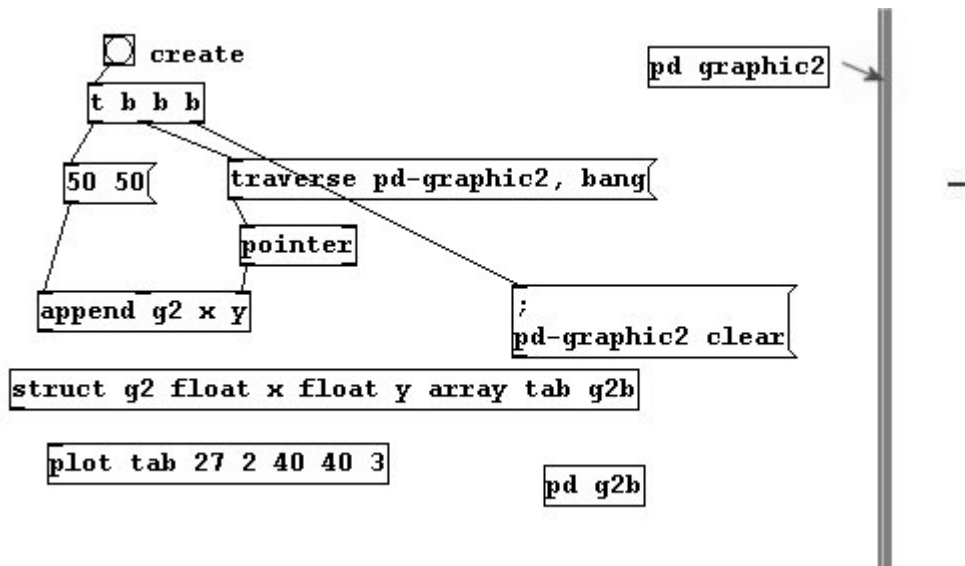 create
pd graphic2
t b b b
50 50
traverse pd-graphic2, bang
pointer
append g2 x y
;
pd-graphic2 clear
struct g2 float x float y array tab g2b
plot tab 27 2 40 40 3
pd g2b